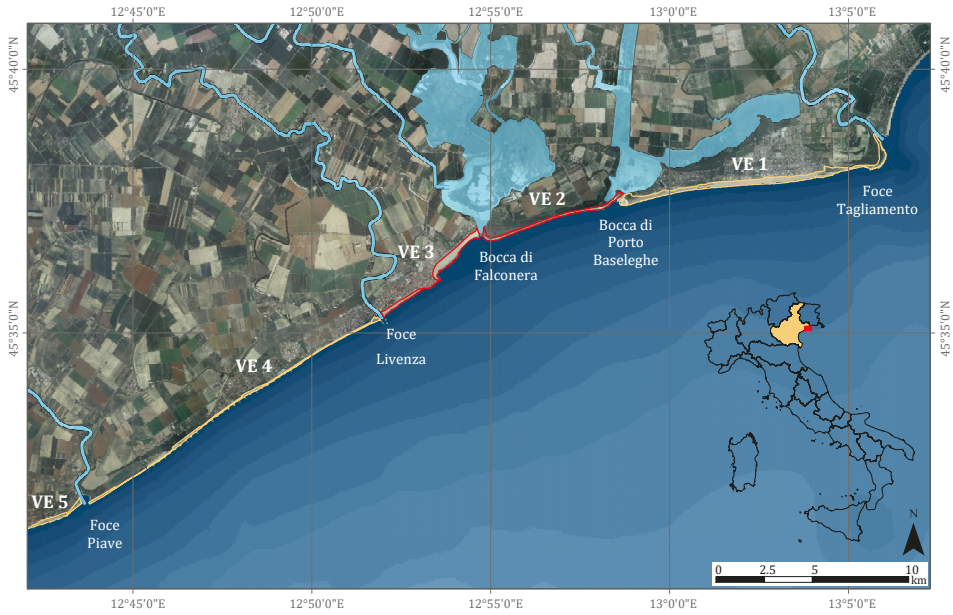 12°45'0"E
12°50'0"E
12°55'0"E
13°0'0"E
13°5'0"E
45°40'0"N
45°40'0"N
VE 1
VE 2
Foce
Tagliamento
Bocca di
Porto
Baseleghe
VE 3
Bocca di
Falconera
45°35'0"N
45°35'0"N
Foce
Livenza
VE 4
VE 5
Foce
Piave
N
0 2.5 5 10
km
12°45'0"E
12°50'0"E
12°55'0"E
13°0'0"E
13°5'0"E